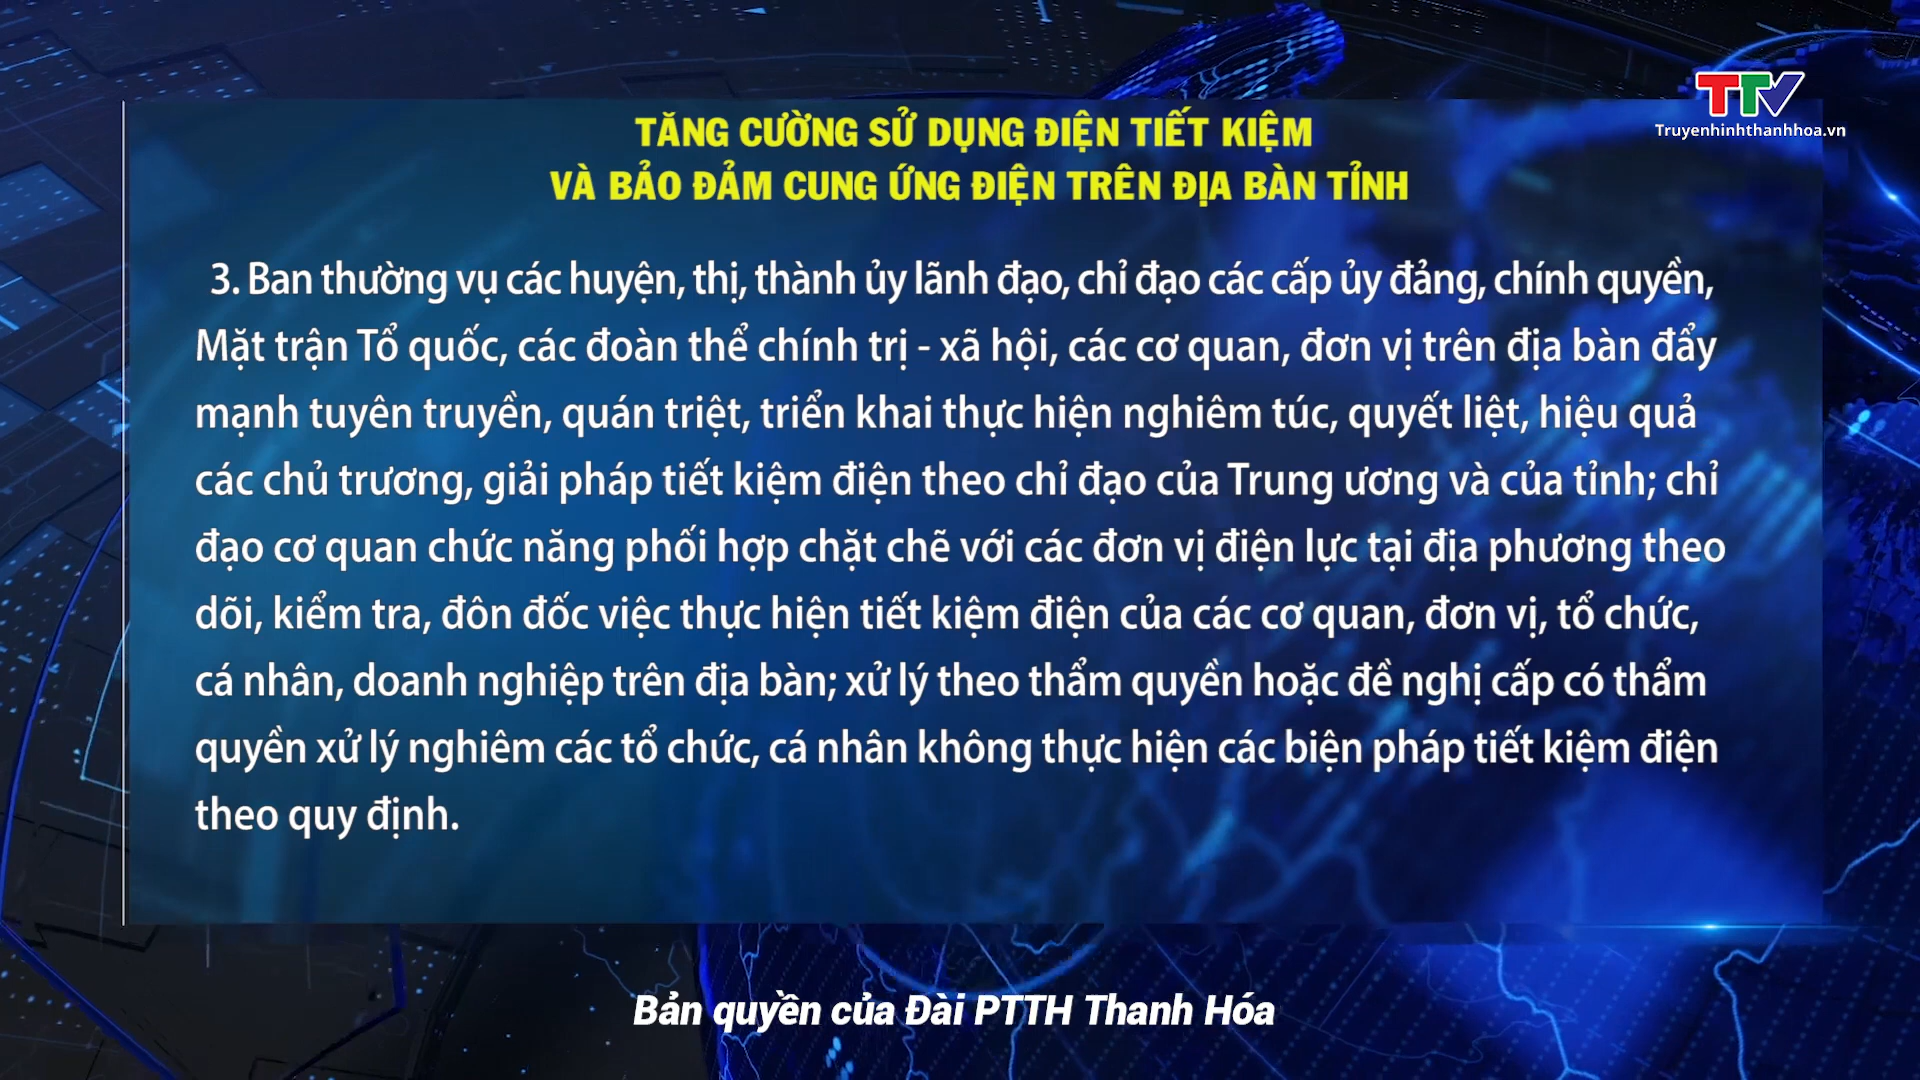 TTV
Truyenhinhthanhhoa.vn
TĂNG CƯỜNG SỬ DỤNG ĐIỆN TIẾT KIỆM
VÀ BẢO ĐẢM CUNG ỨNG ĐIỆN TRÊN ĐỊA BÀN TỈNH
3. Ban thường vụ các huyện, thị, thành ủy lãnh đạo, chỉ đạo các cấp ủy đảng, chính quyền,
Mặt trận Tổ quốc, các đoàn thể chính trị - xã hội, các cơ quan, đơn vị trên địa bàn đẩy
mạnh tuyên truyền, quán triệt, triển khai thực hiện nghiêm túc, quyết liệt, hiệu quả
các chủ trương, giải pháp tiết kiệm điện theo chỉ đạo của Trung ương và của tỉnh; chỉ
đạo cơ quan chức năng phối hợp chặt chẽ với các đơn vị điện lực tại địa phương theo
dõi, kiểm tra, đôn đốc việc thực hiện tiết kiệm điện của các cơ quan, đơn vị, tổ chức,
cá nhân, doanh nghiệp trên địa bàn; xử lý theo thẩm quyền hoặc đề nghị cấp có thẩm
quyền xử lý nghiêm các tổ chức, cá nhân không thực hiện các biện pháp tiết kiệm điện
theo quy định.
Bản quyền của Đài PTTH Thanh Hóa